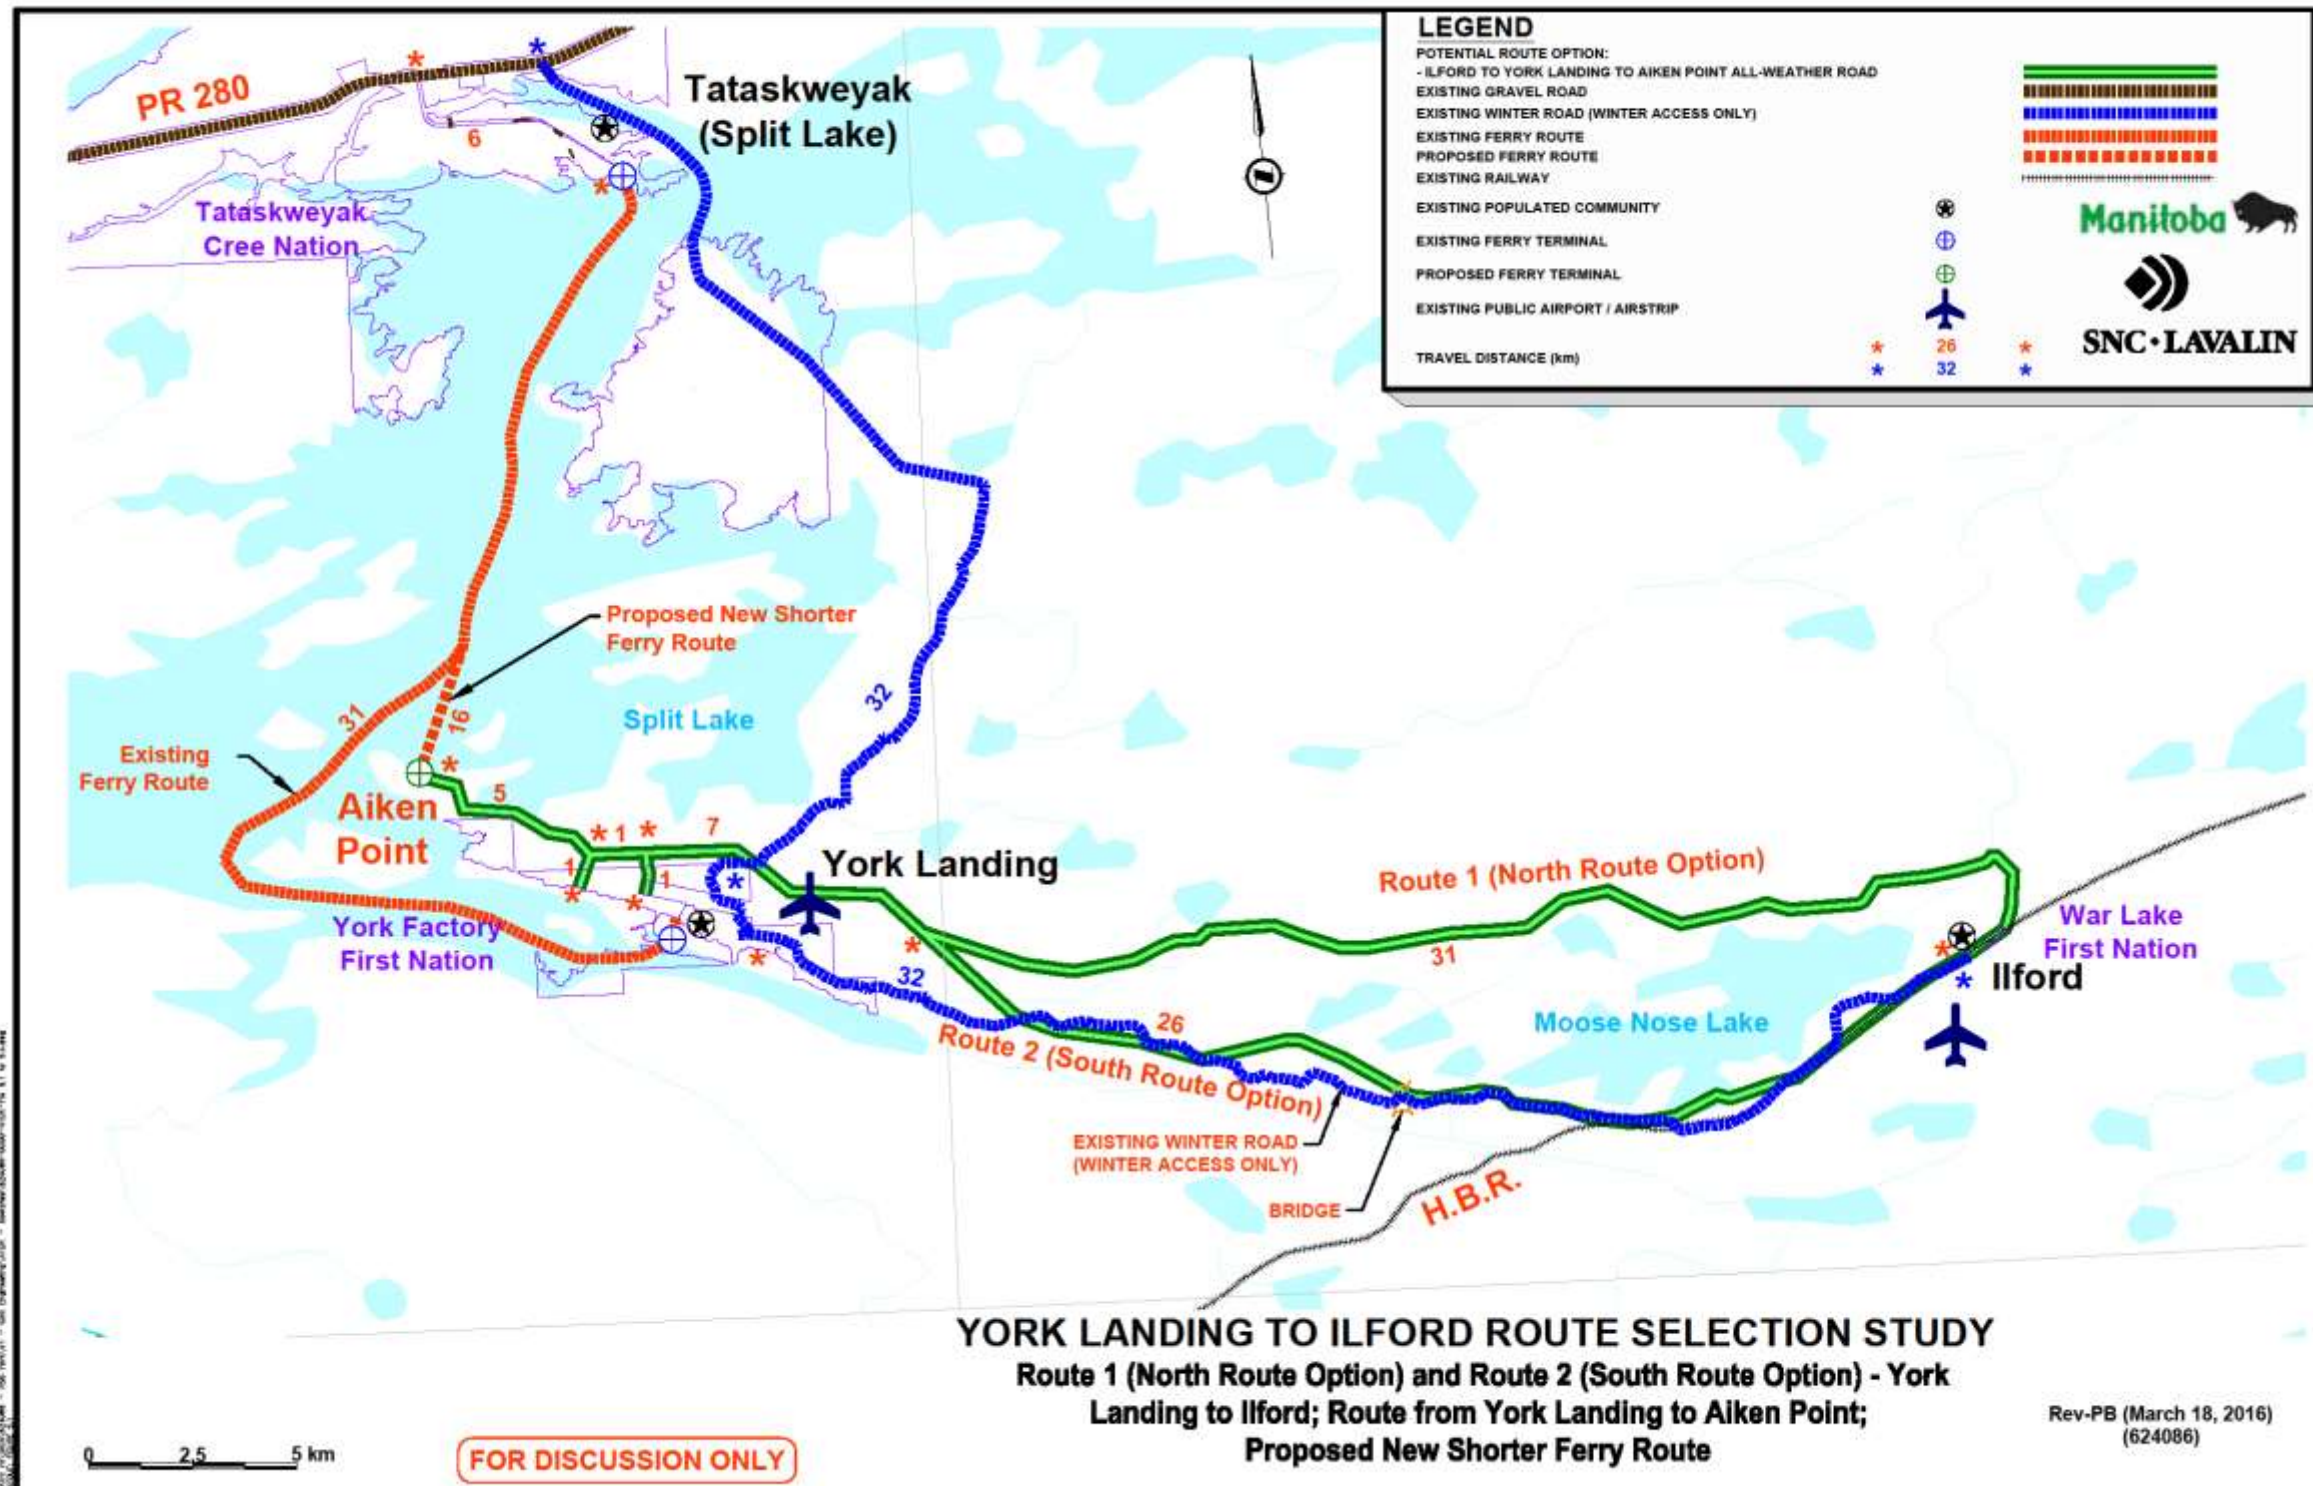 LEGEND
POTENTIAL ROUTE OPTION:
- ILFORD TO YORK LANDING TO AIKEN POINT ALL-WEATHER ROAD
EXISTING GRAVEL ROAD
EXISTING WINTER ROAD (WINTER ACCESS ONLY)
EXISTING FERRY ROUTE
PROPOSED FERRY ROUTE
EXISTING RAILWAY
EXISTING POPULATED COMMUNITY
EXISTING FERRY TERMINAL
PROPOSED FERRY TERMINAL
EXISTING PUBLIC AIRPORT / AIRSTRIP
TRAVEL DISTANCE (km)
* 26 *
* 32 *
Manitoba
SNC•LAVALIN
PR 280
*
*
6
*
Tataskweyak
(Split Lake)
Tataskweyak
Cree Nation
Proposed New Shorter
Ferry Route
31
16
32
Split Lake
Existing
Ferry Route
*
5
Aiken
Point
* 1 *
7
1
1
*
*
*
*
York Landing
York Factory
First Nation
*
*
*
32
Route 1 (North Route Option)
31
War Lake
First Nation
*
*
Ilford
Moose Nose Lake
26
Route 2 (South Route Option)
EXISTING WINTER ROAD
(WINTER ACCESS ONLY)
BRIDGE
H.B.R.
YORK LANDING TO ILFORD ROUTE SELECTION STUDY
Route 1 (North Route Option) and Route 2 (South Route Option) - York
Landing to Ilford; Route from York Landing to Aiken Point;
Proposed New Shorter Ferry Route
Rev-PB (March 18, 2016)
(624086)
0 2,5 5 km
FOR DISCUSSION ONLY